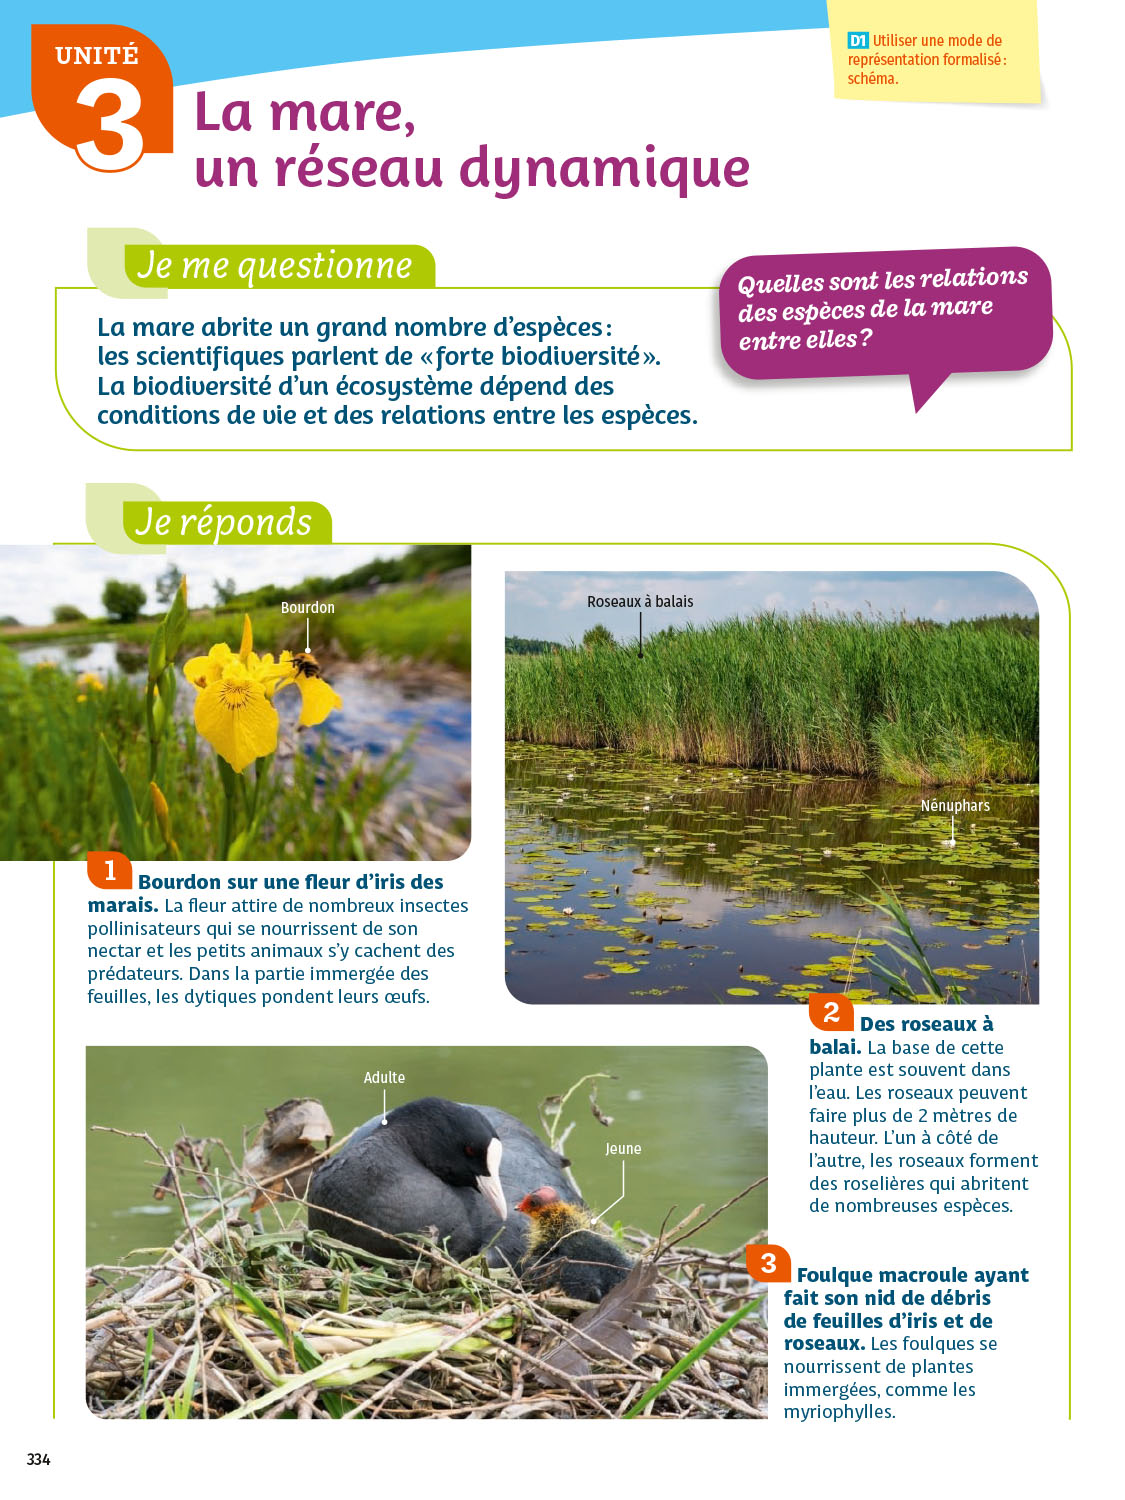 UNITÉ
3
La mare,
un réseau dynamique
D1 Utiliser une mode de
représentation formalisé :
schéma.
Je me questionne
La mare abrite un grand nombre d’espèces :
les scientifiques parlent de « forte biodiversité ».
La biodiversité d’un écosystème dépend des
conditions de vie et des relations entre les espèces.
Quelles sont les relations
des espèces de la mare
entre elles ?
Je réponds
Bourdon
1 Bourdon sur une fleur d’iris des
marais. La fleur attire de nombreux insectes
pollinisateurs qui se nourrissent de son
nectar et les petits animaux s’y cachent des
prédateurs. Dans la partie immergée des
feuilles, les dytiques pondent leurs œufs.
Roseaux à balais
Nénuphars
2 Des roseaux à
balai. La base de cette
plante est souvent dans
l’eau. Les roseaux peuvent
faire plus de 2 mètres de
hauteur. L’un à côté de
l’autre, les roseaux forment
des roselières qui abritent
de nombreuses espèces.
Adulte
Jeune
3 Foulque macroule ayant
fait son nid de débris
de feuilles d’iris et de
roseaux. Les foulques se
nourrissent de plantes
immergées, comme les
myriophylles.
334